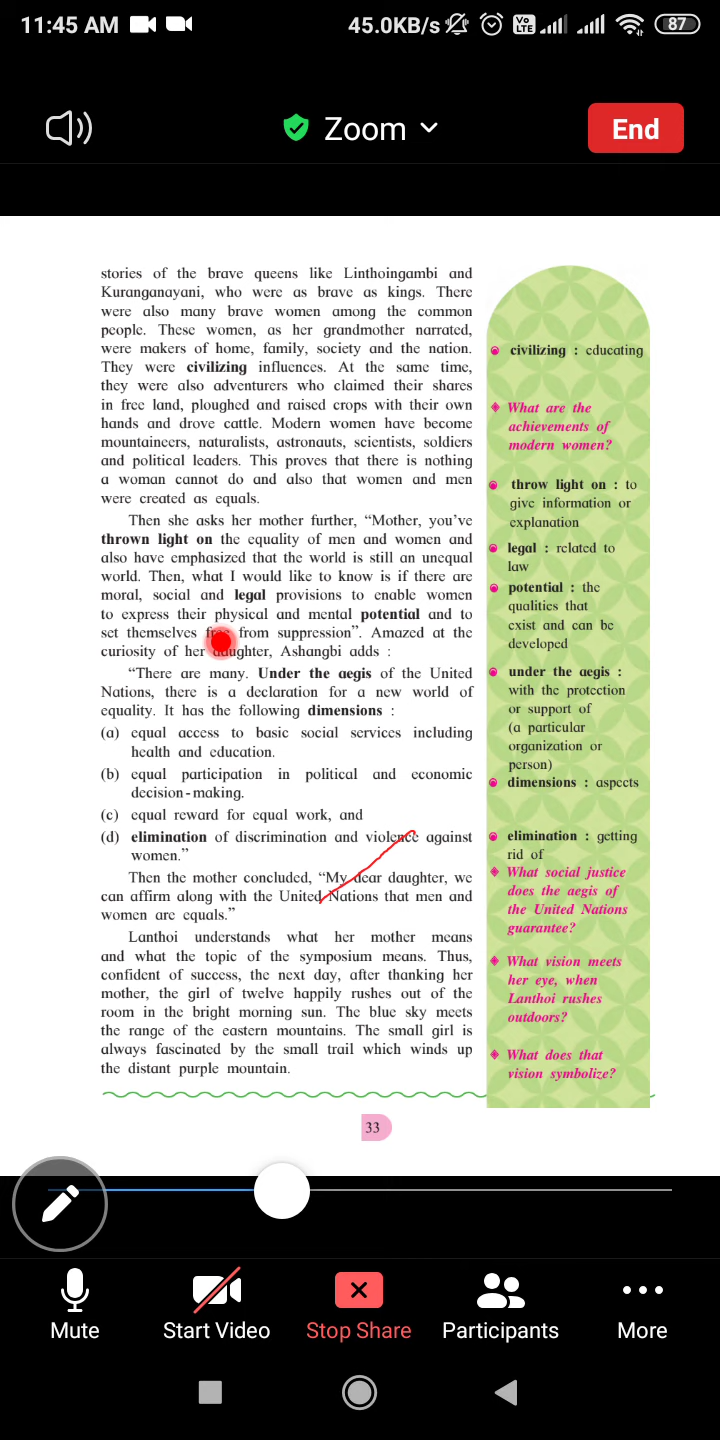 11:45 AM
45.0KB/s
Vo LTE
87
Zoom
End
stories of the brave queens like Linthoingambi and
Kuranganayani, who were as brave as kings. There
were also many brave women among the common
people. These women, as her grandmother narrated,
were makers of home, family, society and the nation.
They were civilizing influences. At the same time,
they were also adventurers who claimed their shares
in free land, ploughed and raised crops with their own
hands and drove cattle. Modern women have become
mountaineers, naturalists, astronauts, scientists, soldiers
and political leaders. This proves that there is nothing
a woman cannot do and also that women and men
were created as equals.
Then she asks her mother further, “Mother, you’ve
thrown light on the equality of men and women and
also have emphasized that the world is still an unequal
world. Then, what I would like to know is if there are
moral, social and legal provisions to enable women
to express their physical and mental potential and to
set themselves free from suppression”. Amazed at the
curiosity of her daughter, Ashangbi adds :
“There are many. Under the aegis of the United
Nations, there is a declaration for a new world of
equality. It has the following dimensions :
(a) equal access to basic social services including
health and education.
(b) equal participation in political and economic
decision-making.
(c) equal reward for equal work, and
(d) elimination of discrimination and violence against
women.”
Then the mother concluded, “My dear daughter, we
can affirm along with the United Nations that men and
women are equals.”
Lanthoi understands what her mother means
and what the topic of the symposium means. Thus,
confident of success, the next day, after thanking her
mother, the girl of twelve happily rushes out of the
room in the bright morning sun. The blue sky meets
the range of the eastern mountains. The small girl is
always fascinated by the small trail which winds up
the distant purple mountain.
civilizing : educating
What are the
achievements of
modern women?
throw light on : to
give information or
explanation
legal : related to
law
potential : the
qualities that
exist and can be
developed
under the aegis :
with the protection
or support of
(a particular
organization or
person)
dimensions : aspects
elimination : getting
rid of
What social justice
does the aegis of
the United Nations
guarantee?
What vision meets
her eye, when
Lanthoi rushes
outdoors?
What does that
vision symbolize?
33
Mute
Start Video
Stop Share
Participants
More